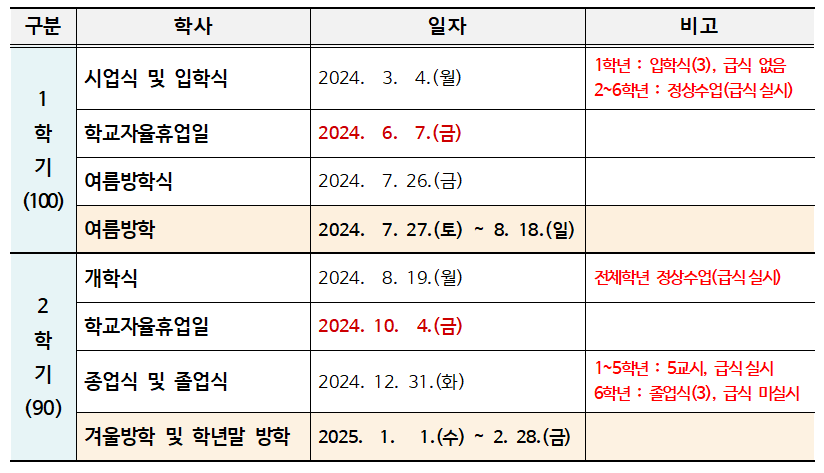 구분 학사 일자 비고
1
학
기
(100)
시업식 및 입학식 2024. 3. 4.(월)
1학년 : 입학식(3), 급식 없음
2~6학년 : 정상수업(급식 실시)
학교자율휴업일 2024. 6. 7.(금)
여름방학식 2024. 7. 26.(금)
여름방학 2024. 7. 27.(토) ~ 8. 18.(일)
2
학
기
(90)
개학식 2024. 8. 19.(월) 전체학년 정상수업(급식 실시)
학교자율휴업일 2024. 10. 4.(금)
종업식 및 졸업식 2024. 12. 31.(화)
1~5학년 : 5교시, 급식 실시
6학년 : 졸업식(3), 급식 미실시
겨울방학 및 학년말 방학 2025. 1. 1.(수) ~ 2. 28.(금)